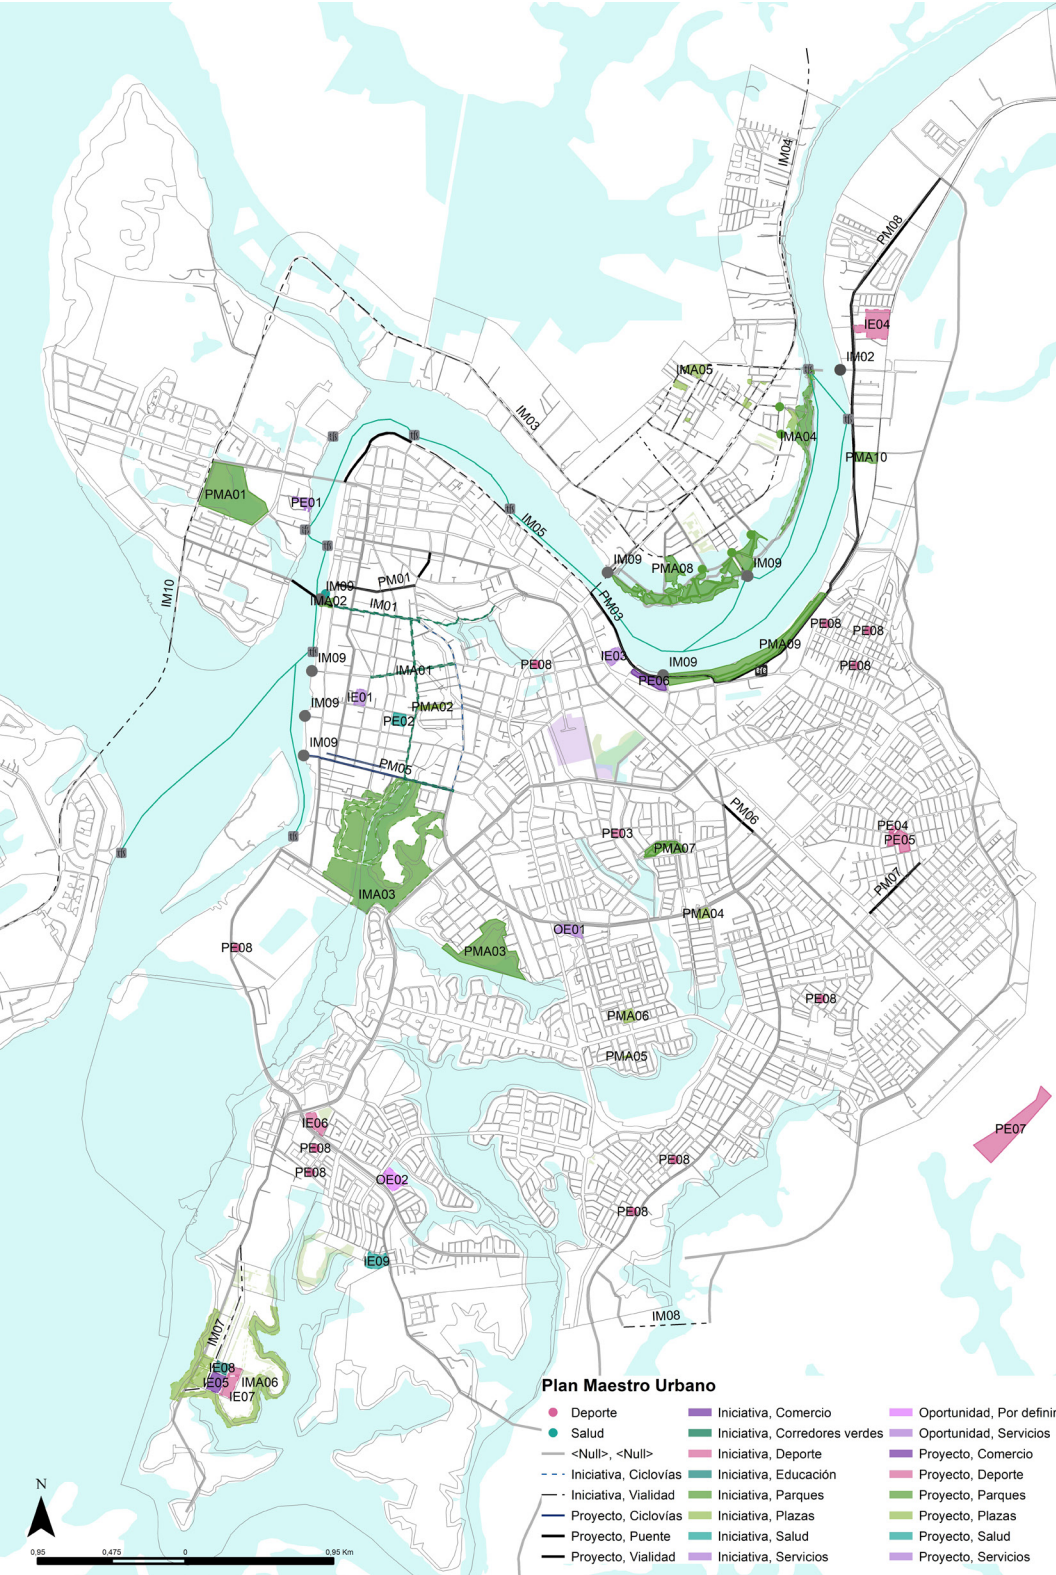 IM04
PM08
IE04
IM02
IMA05
IM03
IMA04
PMA10
PMA01
PE01
IM05
IM09
PMA08
IM09
IM10
PM01
IM09
IMA02
IM01
PM03
PE08
PE08
PMA09
IE03
PE08
IM09
IM09
PE08
IMA01
PE06
IE01
IM09
PMA02
PE02
IM09
PM05
PM06
PE03
PE04
PE05
PMA07
PM07
IMA03
PMA04
OE01
PE08
PMA03
PE08
PMA06
PMA05
IE06
PE07
PE08
PE08
PE08
OE02
PE08
IE09
IM08
IM07
IE08
IE05
IMA06
IE07
Plan Maestro Urbano
Deporte
Salud
<Null>, <Null>
Iniciativa, Ciclovías
Iniciativa, Vialidad
Proyecto, Ciclovías
Proyecto, Puente
Proyecto, Vialidad
Iniciativa, Comercio
Iniciativa, Corredores verdes
Iniciativa, Deporte
Iniciativa, Educación
Iniciativa, Parques
Iniciativa, Plazas
Iniciativa, Salud
Iniciativa, Servicios
Oportunidad, Por definir
Oportunidad, Servicios
Proyecto, Comercio
Proyecto, Deporte
Proyecto, Parques
Proyecto, Plazas
Proyecto, Salud
Proyecto, Servicios
N
0,95 0,475 0 0,95 Km